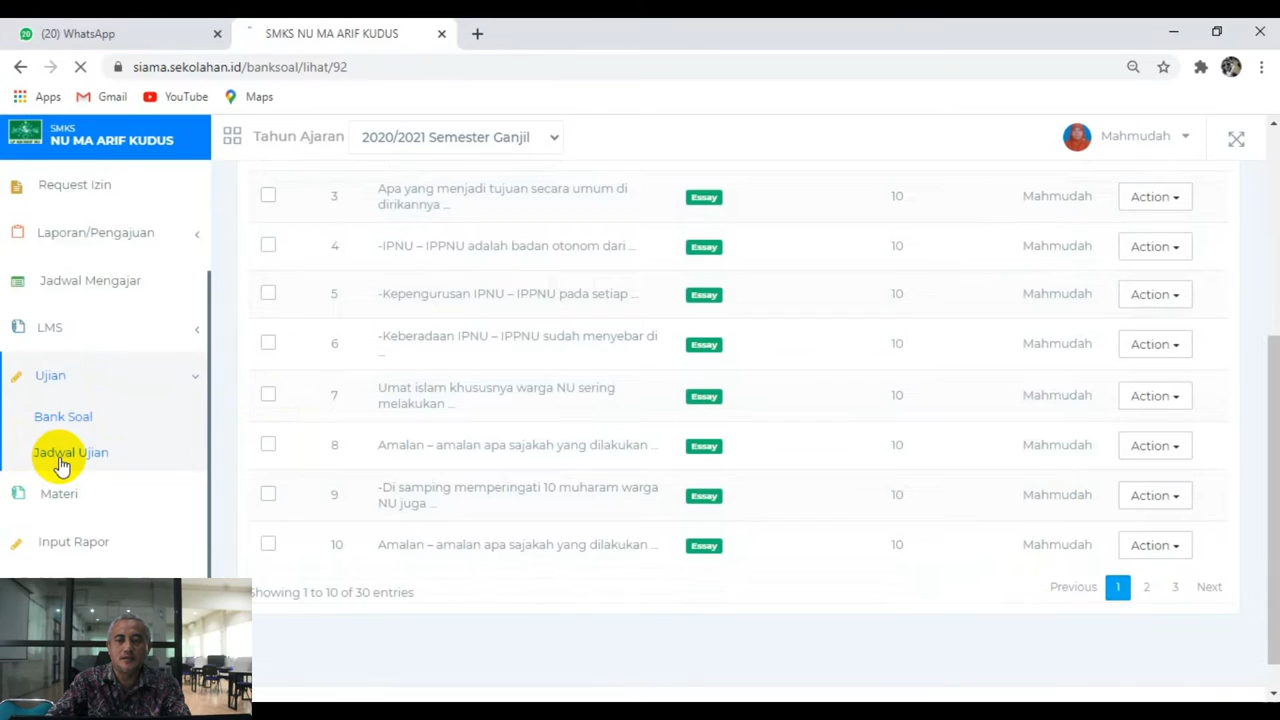 (20) WhatsApp
SMKS NU MA ARIF KUDUS
siama.sekolahan.id/banksoal/lihat/92
Apps
Gmail
YouTube
Maps
SMKS
NU MA ARIF KUDUS
Tahun Ajaran
2020/2021 Semester Ganjil
Mahmudah
Request Izin
Laporan/Pengajuan
Jadwal Mengajar
LMS
Ujian
Bank Soal
Jadwal Ujian
Materi
Input Rapor
3 Apa yang menjadi tujuan secara umum di Essay 10 Mahmudah Action
dirikannya ...
4 -IPNU – IPPNU adalah badan otonom dari ... Essay 10 Mahmudah Action
5 -Kepengurusan IPNU – IPPNU pada setiap ... Essay 10 Mahmudah Action
6 -Keberadaan IPNU – IPPNU sudah menyebar di Essay 10 Mahmudah Action
...
7 Umat islam khususnya warga NU sering Essay 10 Mahmudah Action
melakukan ...
8 Amalan – amalan apa sajakah yang dilakukan ... Essay 10 Mahmudah Action
9 -Di samping memperingati 10 muharam warga Essay 10 Mahmudah Action
NU juga ...
10 Amalan – amalan apa sajakah yang dilakukan ... Essay 10 Mahmudah Action
Showing 1 to 10 of 30 entries
Previous 1 2 3 Next